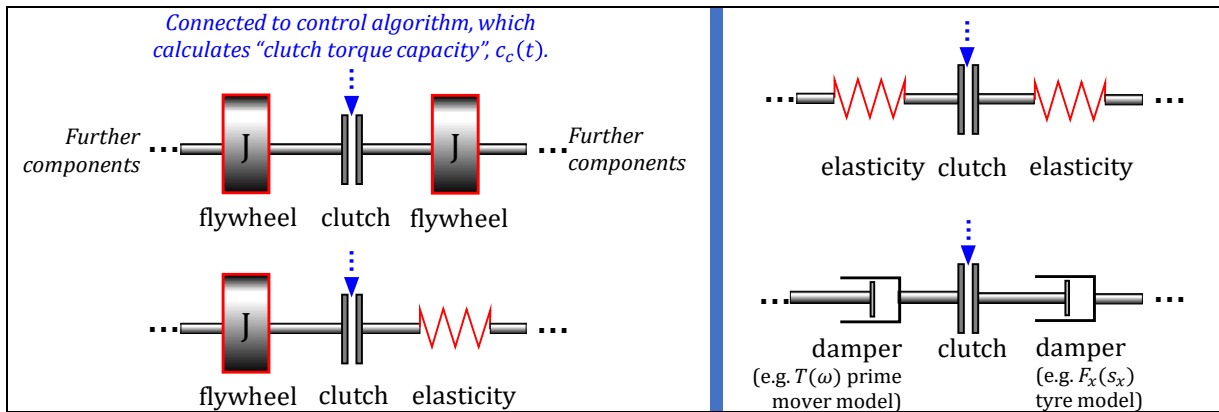 Connected to control algorithm, which
calculates “clutch torque capacity”, c_c(t).
Further
components
...
J
J
...
Further
components
flywheel
clutch
flywheel
...
J
...
flywheel
clutch
elasticity
...
...
elasticity
clutch
elasticity
...
...
damper
(e.g. T(ω) prime
mover model)
clutch
damper
(e.g. F_x(s_x)
tyre model)